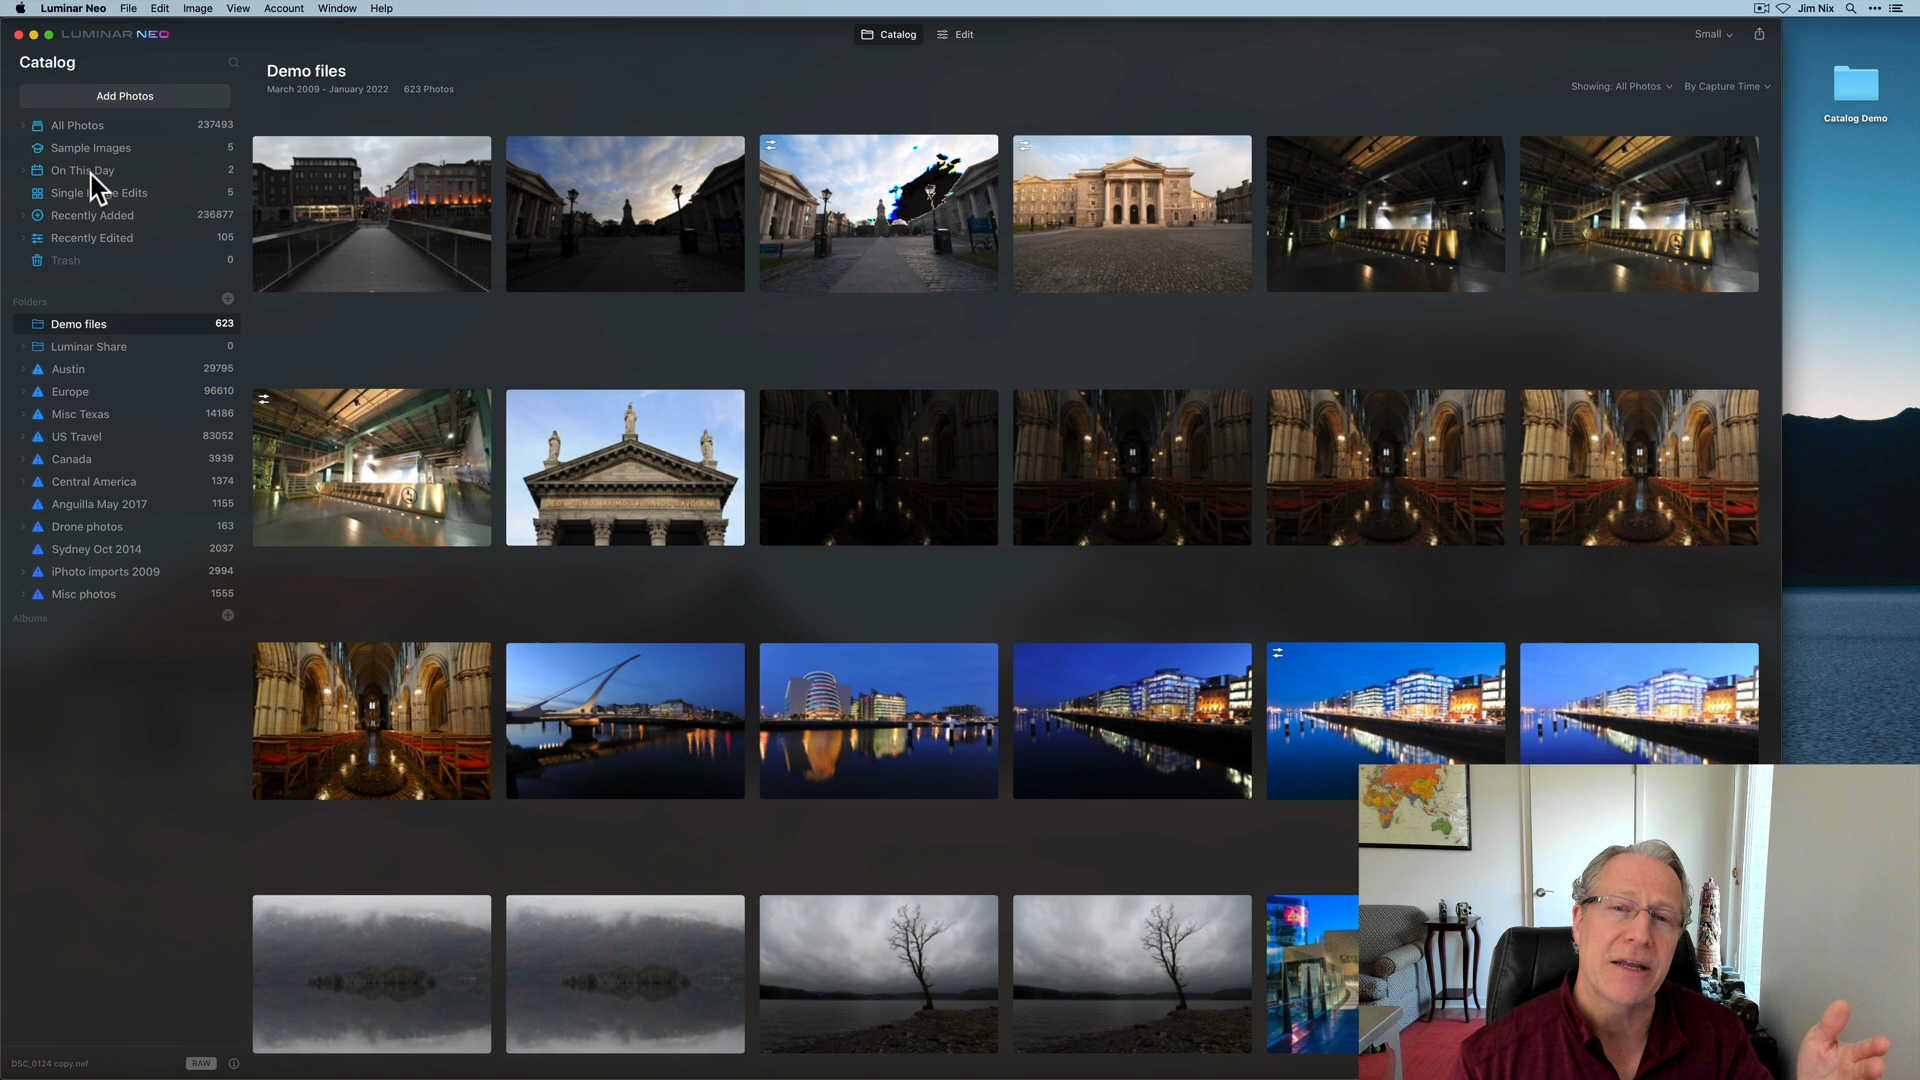 Luminar Neo File Edit Image View Account Window Help Jim Nix
LUMINAR NEO Catalog Edit Small
Catalog
Demo files
March 2009 - January 2022 623 Photos
Showing: All Photos By Capture Time
Add Photos
All Photos 237493
Sample Images 5
On This Day 2
Single Edits 5
Recently Added 236877
Recently Edited 105
Trash 0
Folders
Demo files 623
Luminar Share 0
Austin 29795
Europe 96610
Misc Texas 14186
US Travel 83052
Canada 3939
Central America 1374
Anguilla May 2017 1155
Drone photos 163
Sydney Oct 2014 2037
iPhoto imports 2009 2994
Misc photos 1555
Albums
DSC_0124 copy.nef RAW
Catalog Demo